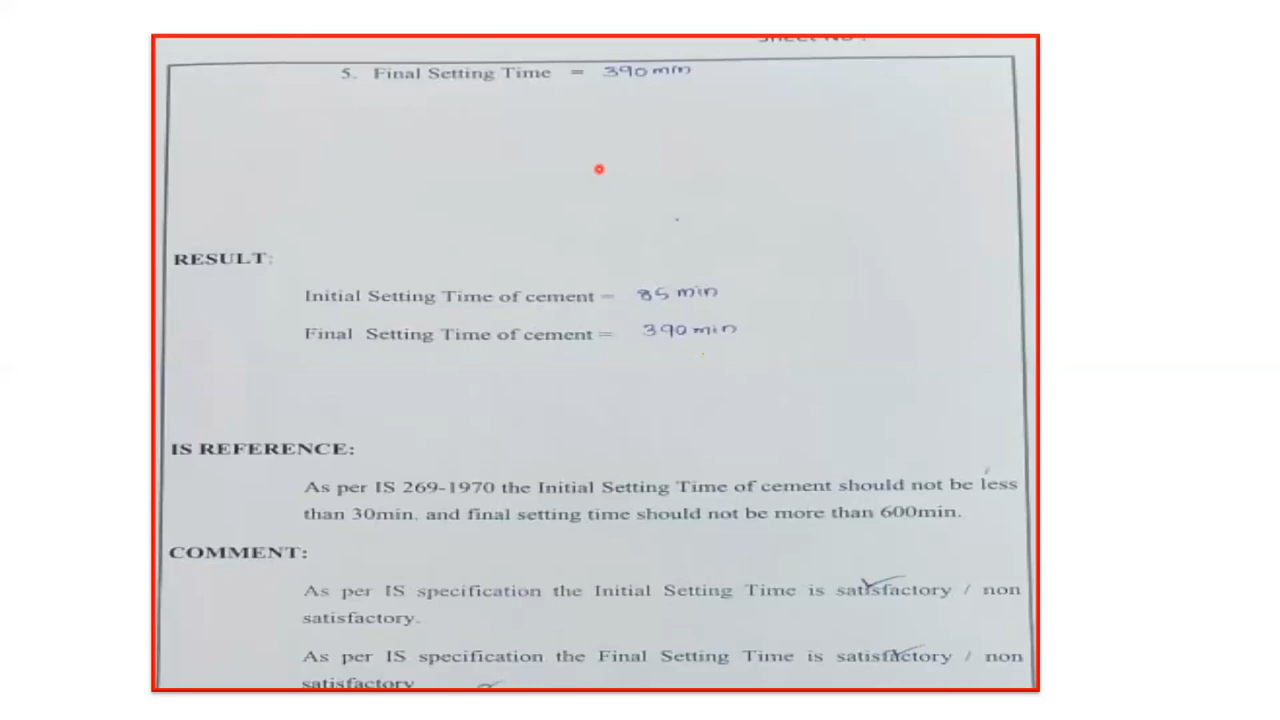 5. Final Setting Time = 390 min
RESULT:
Initial Setting Time of cement = 85 min
Final Setting Time of cement = 390 min
IS REFERENCE:
As per IS 269-1970 the Initial Setting Time of cement should not be less
than 30min. and final setting time should not be more than 600min.
COMMENT:
As per IS specification the Initial Setting Time is satisfactory / non
satisfactory.
As per IS specification the Final Setting Time is satisfactory / non
satisfactory